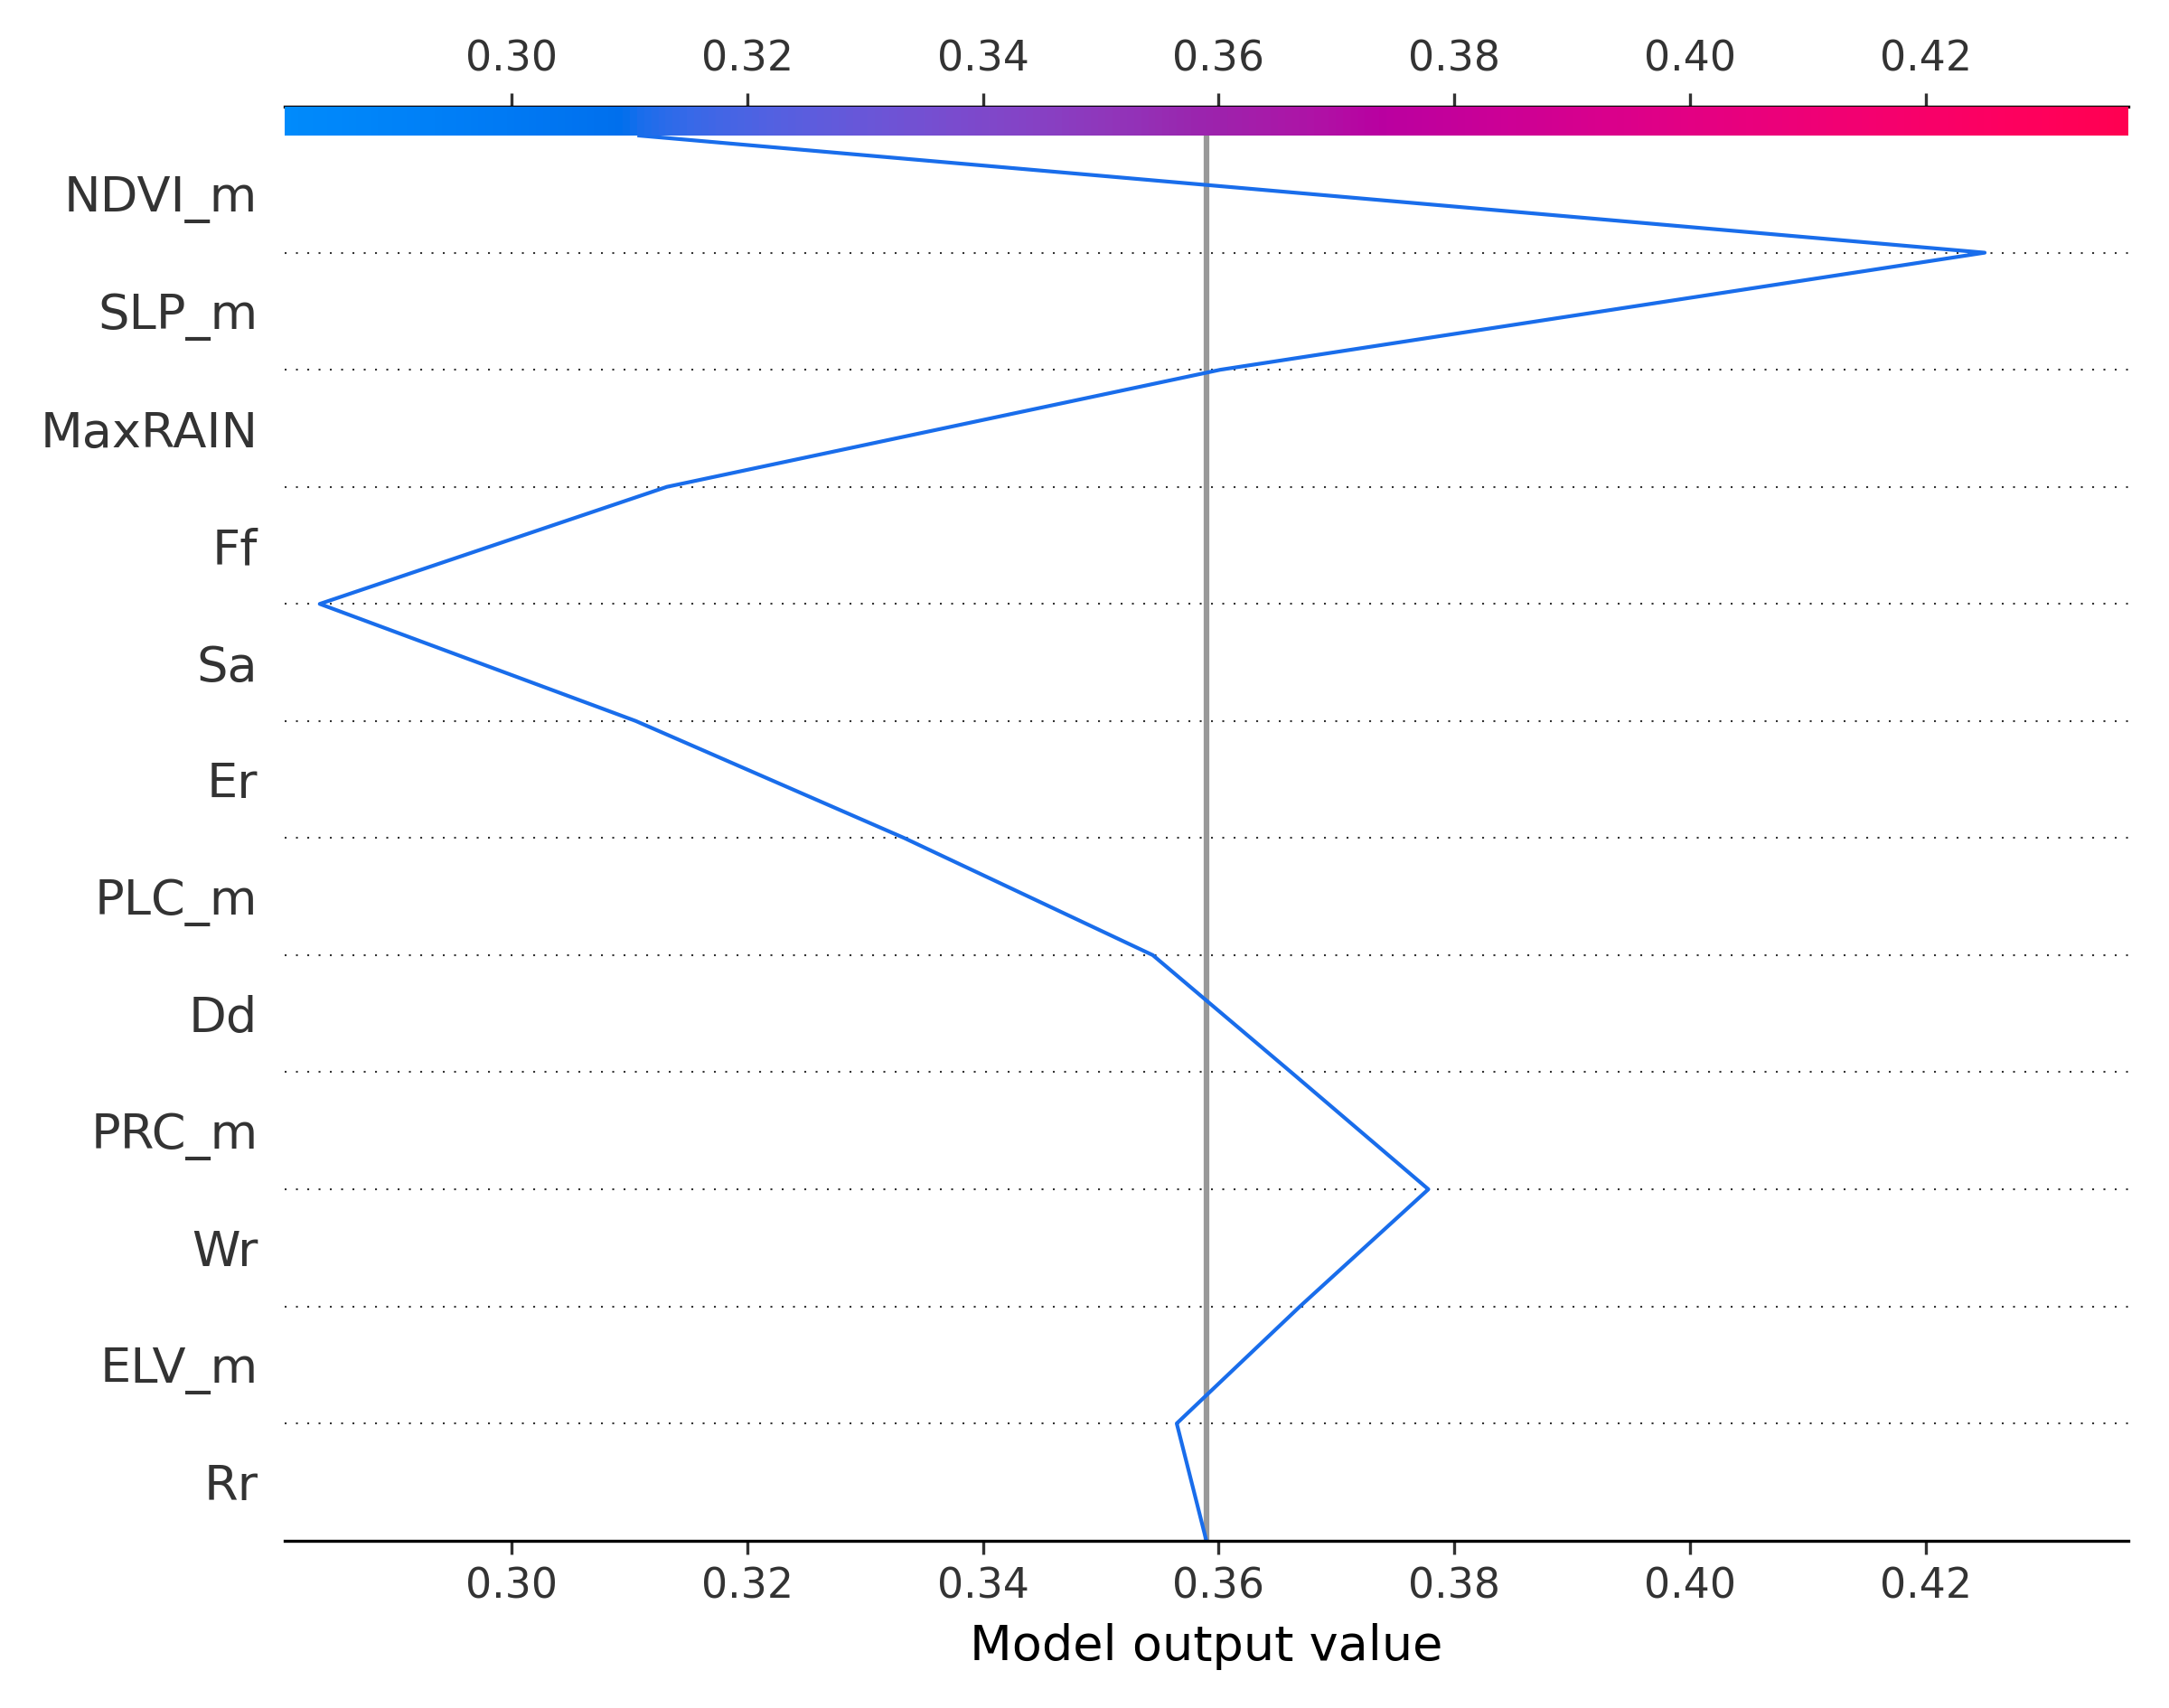 0.30 0.32 0.34 0.36 0.38 0.40 0.42
NDVI_m
SLP_m
MaxRAIN
Ff
Sa
Er
PLC_m
Dd
PRC_m
Wr
ELV_m
Rr
0.30 0.32 0.34 0.36 0.38 0.40 0.42
Model output value